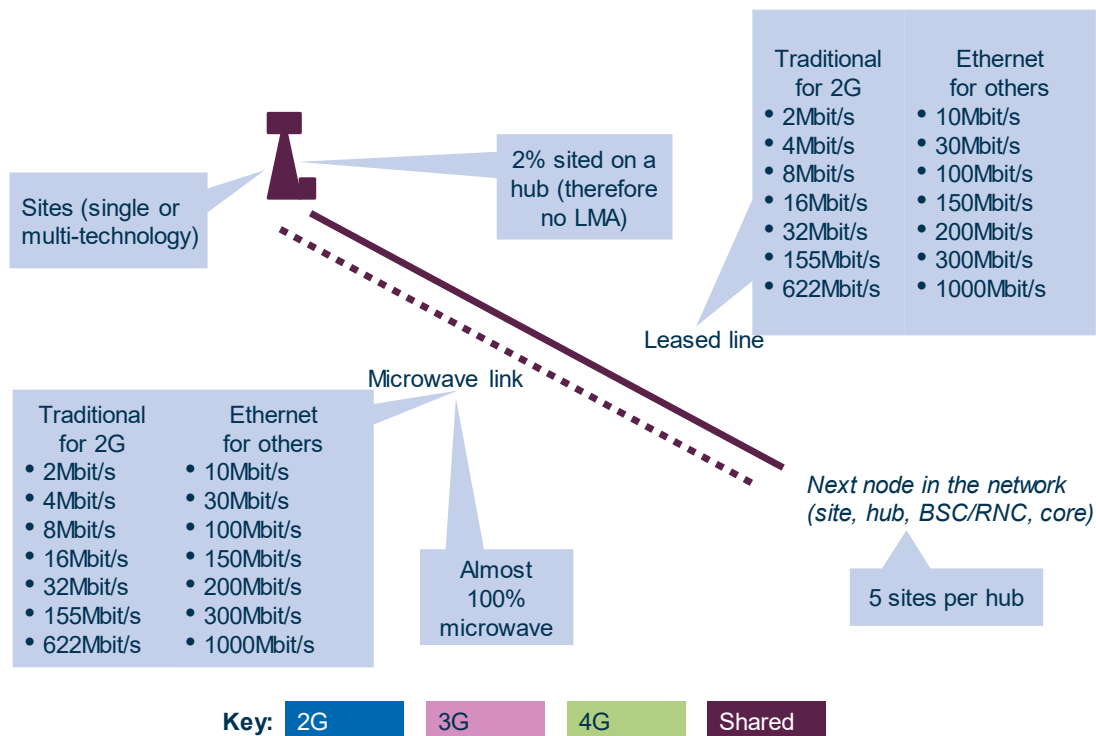 Traditional
for 2G
• 2Mbit/s
• 4Mbit/s
• 8Mbit/s
• 16Mbit/s
• 32Mbit/s
• 155Mbit/s
• 622Mbit/s
Ethernet
for others
• 10Mbit/s
• 30Mbit/s
• 100Mbit/s
• 150Mbit/s
• 200Mbit/s
• 300Mbit/s
• 1000Mbit/s
2% sited on a
hub (therefore
no LMA)
Sites (single or
multi-technology)
Leased line
Microwave link
Traditional
for 2G
• 2Mbit/s
• 4Mbit/s
• 8Mbit/s
• 16Mbit/s
• 32Mbit/s
• 155Mbit/s
• 622Mbit/s
Ethernet
for others
• 10Mbit/s
• 30Mbit/s
• 100Mbit/s
• 150Mbit/s
• 200Mbit/s
• 300Mbit/s
• 1000Mbit/s
Almost
100%
microwave
Next node in the network
(site, hub, BSC/RNC, core)
5 sites per hub
Key: 2G 3G 4G Shared